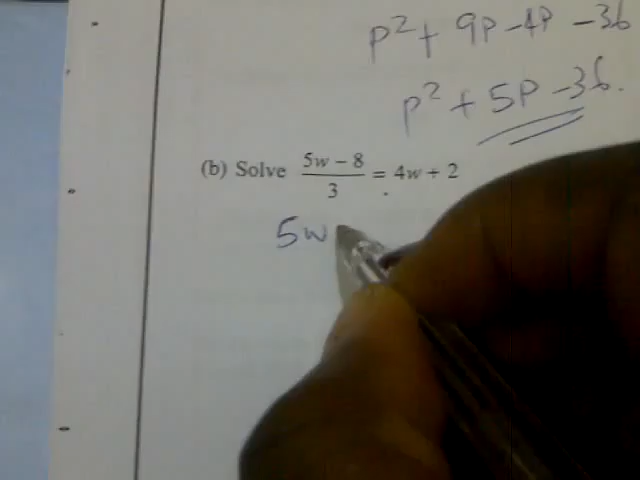 p² + 9p - 4p - 36
p² + 5p - 36.
(b) Solve (5w − 8)/3 = 4w + 2
5w